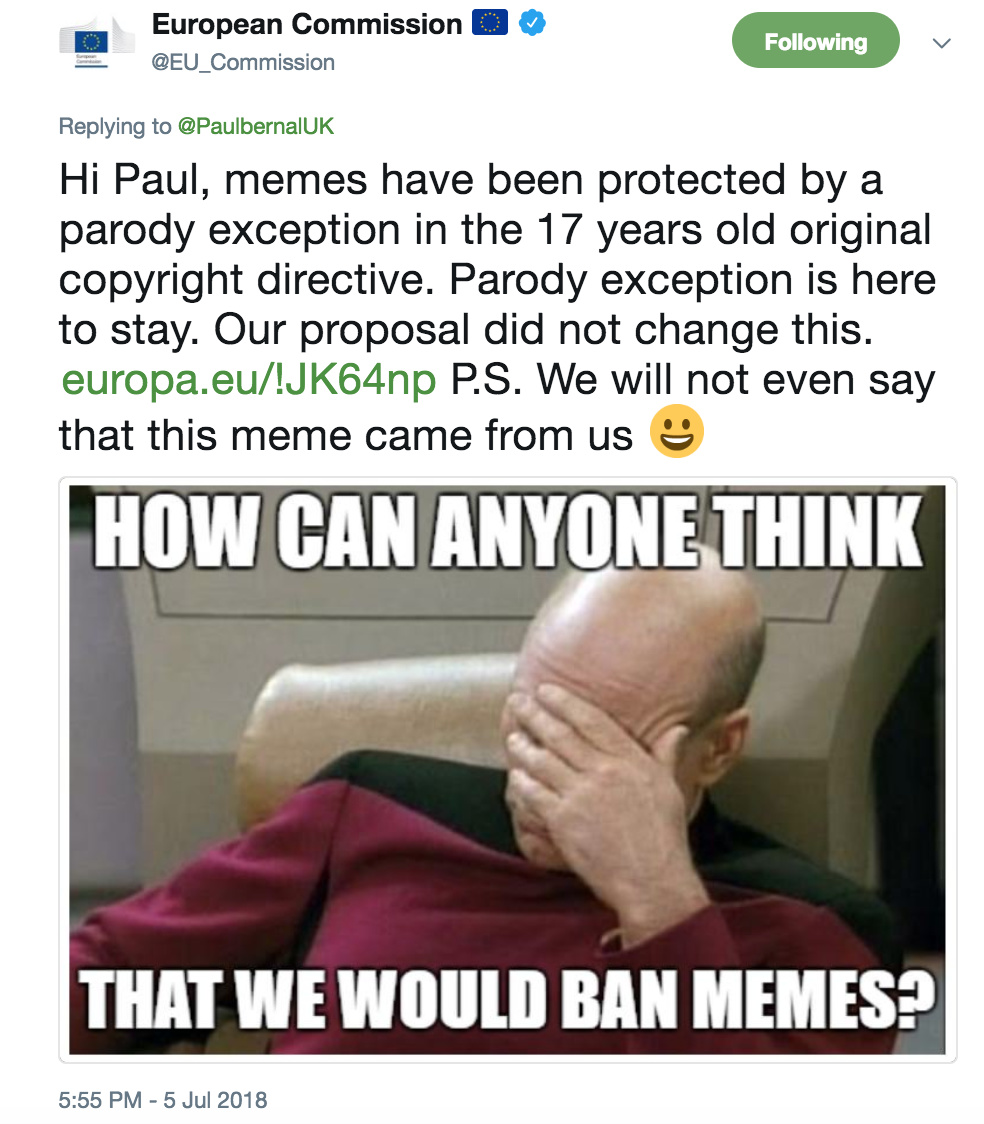 European Commission 🇪🇺
@EU_Commission
Following
Replying to @PaulbernalUK
Hi Paul, memes have been protected by a
parody exception in the 17 years old original
copyright directive. Parody exception is here
to stay. Our proposal did not change this.
europa.eu/!JK64np P.S. We will not even say
that this meme came from us 😀
HOW CAN ANYONE THINK
THAT WE WOULD BAN MEMES?
5:55 PM - 5 Jul 2018